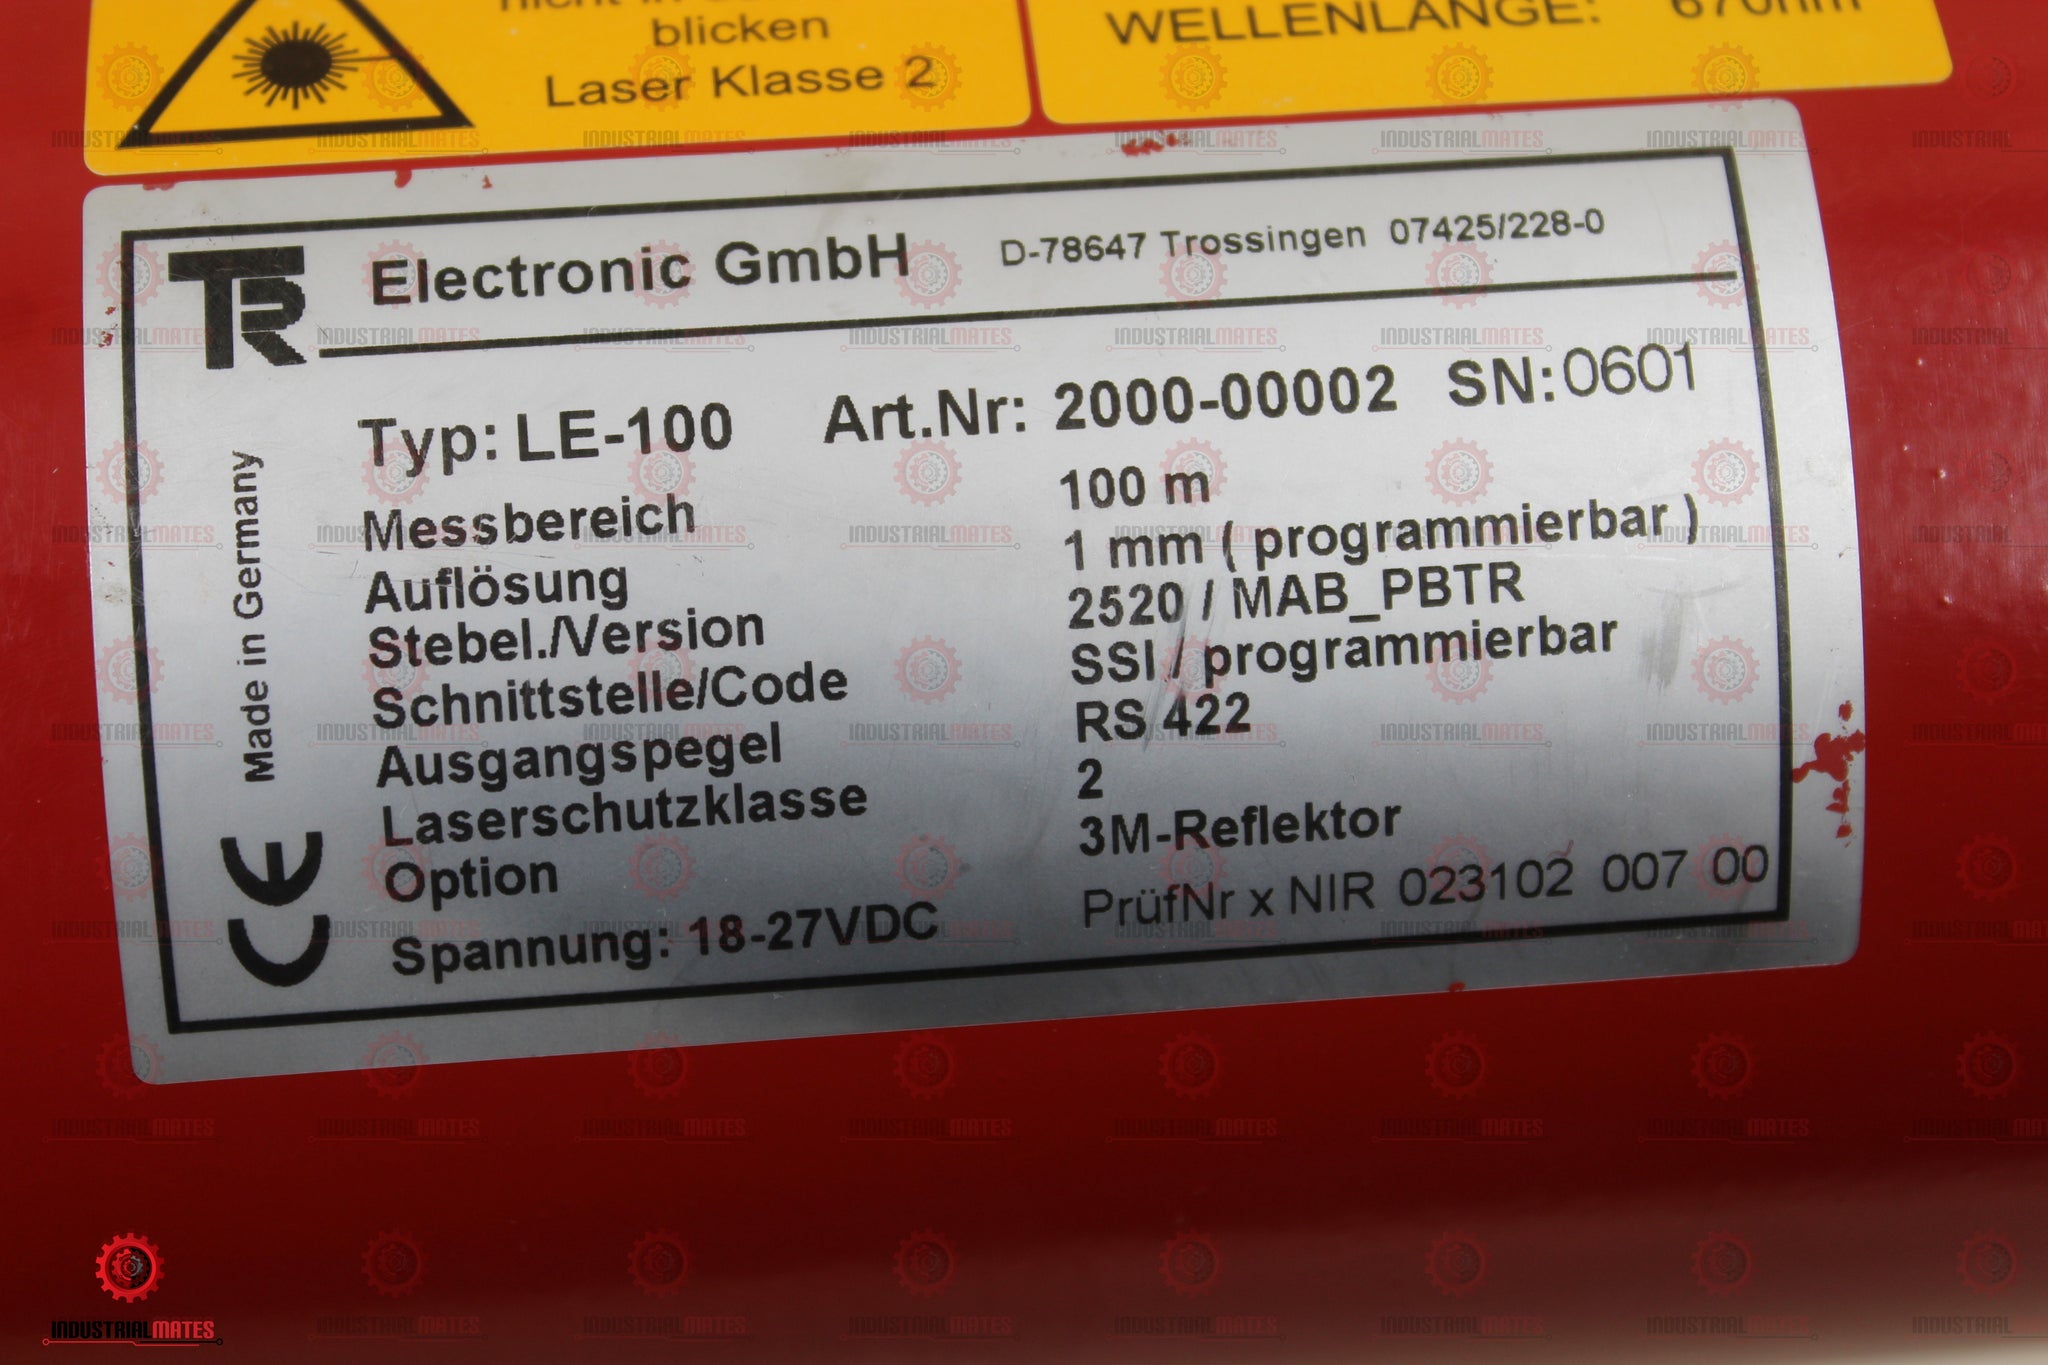 blicken
Laser Klasse 2
WELLENLÄNGE: 670nm
TR Electronic GmbH D-78647 Trossingen 07425/228-0
Typ: LE-100 Art.Nr: 2000-00002 SN: 0601
Messbereich 100 m
Auflösung 1 mm ( programmierbar )
Stebel./Version 2520 / MAB_PBTR
Schnittstelle/Code SSI / programmierbar
Ausgangspegel RS 422
Laserschutzklasse 2
Option 3M-Reflektor
Spannung: 18-27VDC PrüfNr x NIR 023102 007 00
Made in Germany
CE
INDUSTRIALMATES